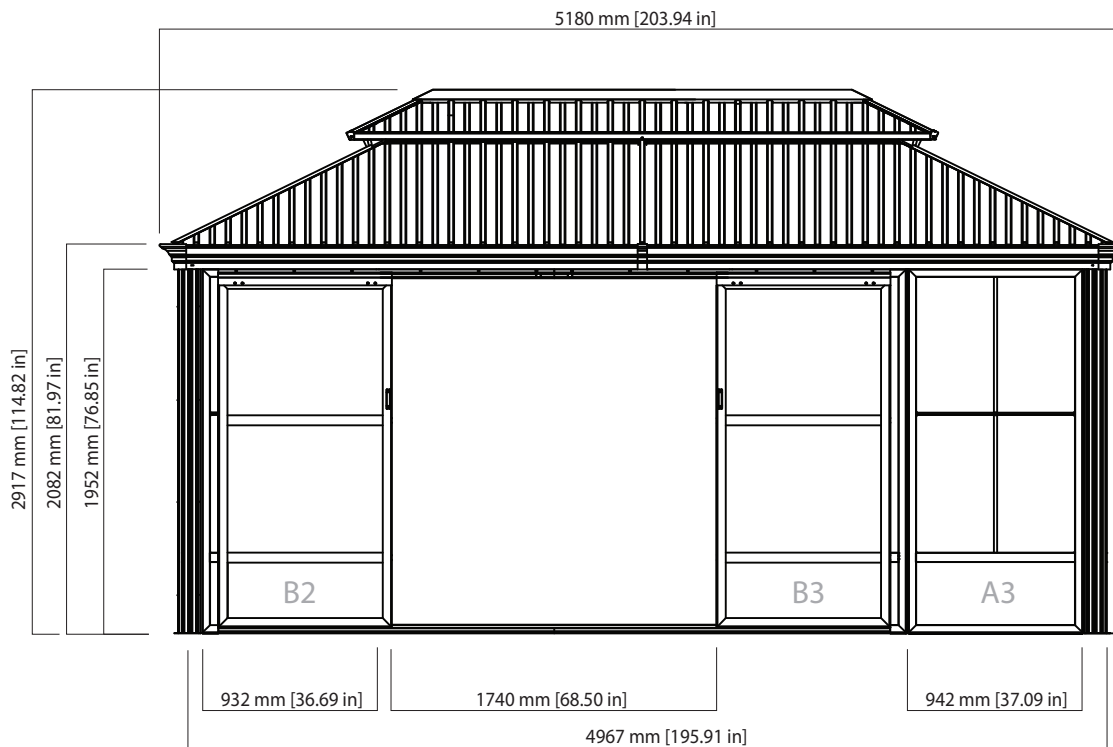 5180 mm [203.94 in]
2917 mm [114.82 in]
2082 mm [81.97 in]
1952 mm [76.85 in]
B2
B3
A3
932 mm [36.69 in]
1740 mm [68.50 in]
942 mm [37.09 in]
4967 mm [195.91 in]